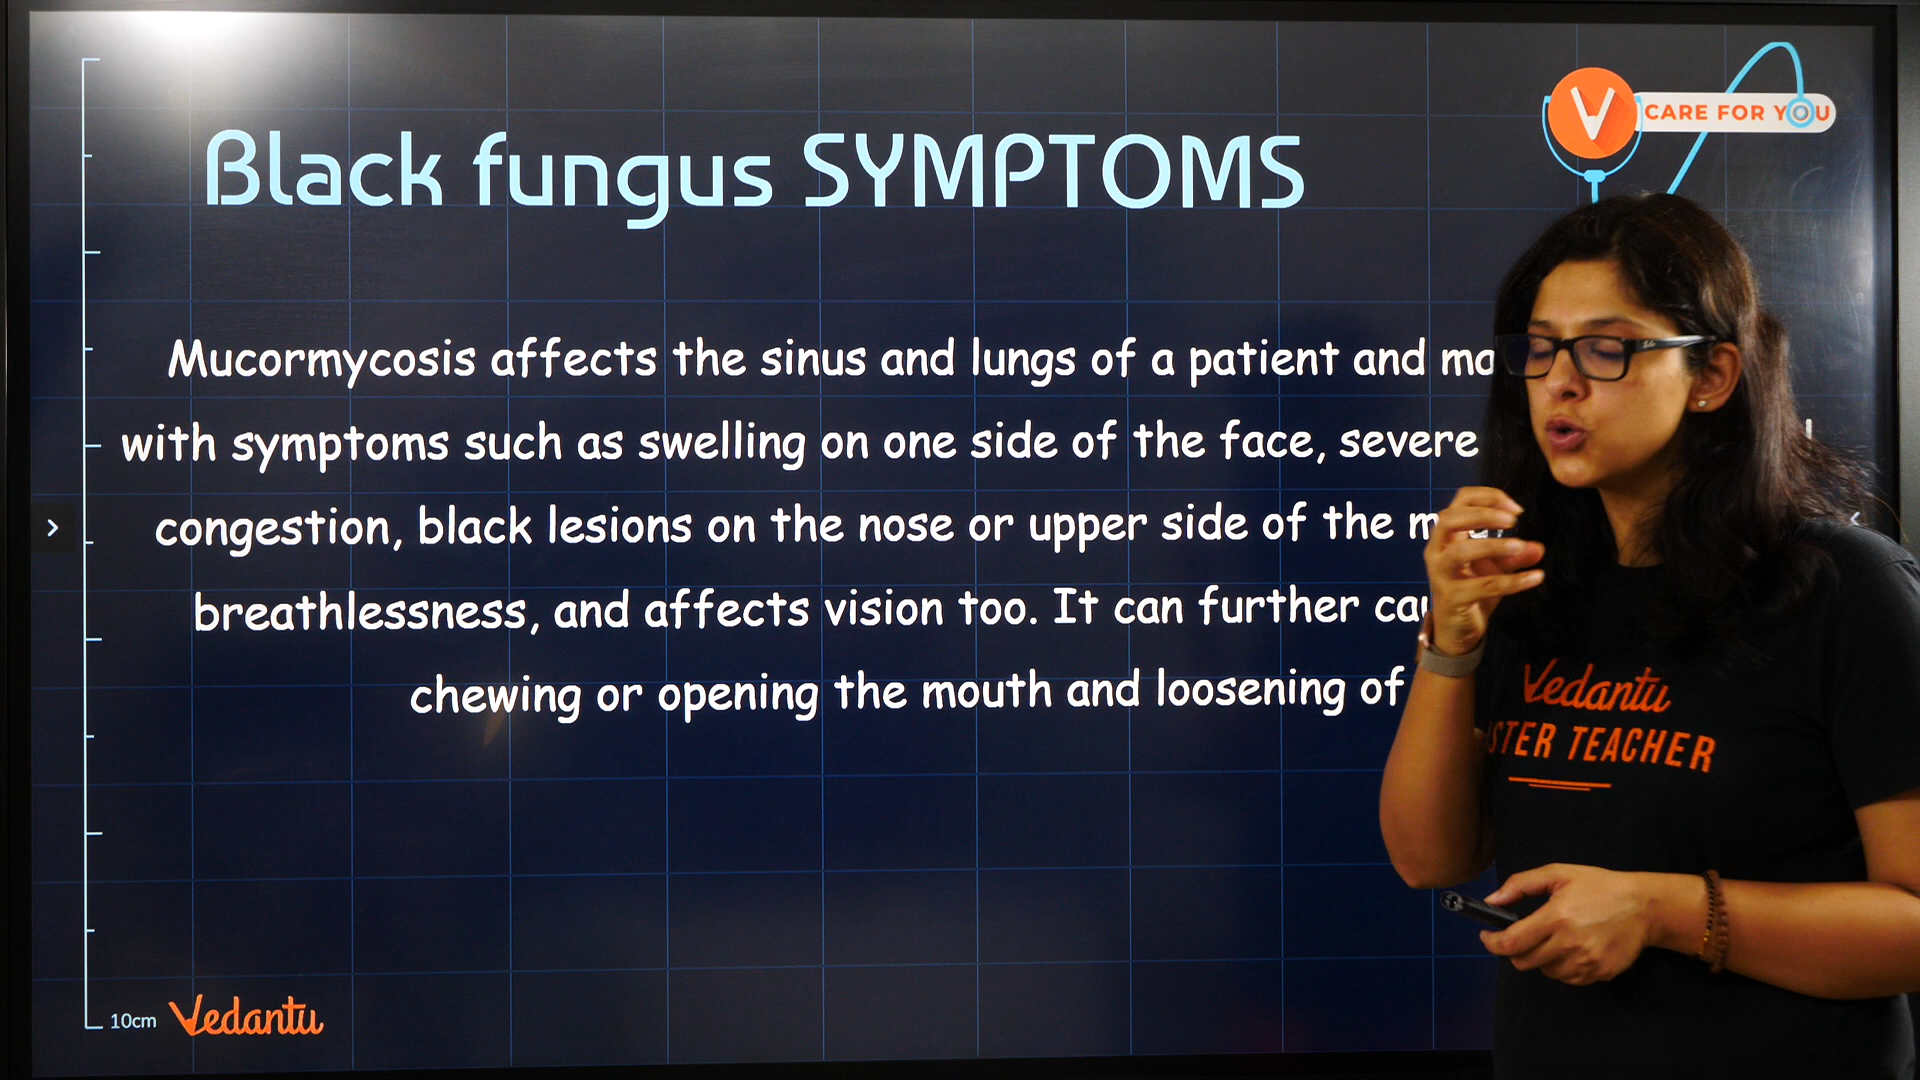 Black fungus SYMPTOMS
V CARE FOR YOU
Mucormycosis affects the sinus and lungs of a patient and
with symptoms such as swelling on one side of the face, severe
congestion, black lesions on the nose or upper side of the
breathlessness, and affects vision too. It can further
chewing or opening the mouth and loosening of
Vedantu
TEACHER
10cm Vedantu